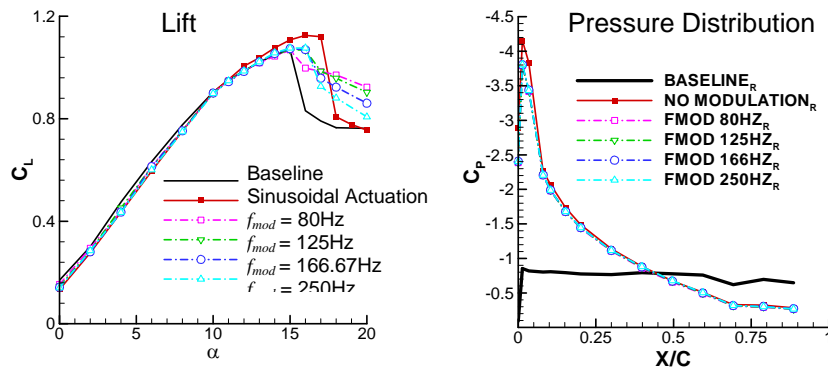 Lift
C_L
1.2
0.8
0.4
0
0 5 10 15 20
α
Baseline
Sinusoidal Actuation
f_mod = 80Hz
f_mod = 125Hz
f_mod = 166.67Hz
= 250Hz
Pressure Distribution
C_P
-4.5
-4
-3.5
-3
-2.5
-2
-1.5
-1
-0.5
0 0.25 0.5 0.75 1
X/C
BASELINE_R
NO MODULATION_R
FMOD 80HZ_R
FMOD 125HZ_R
FMOD 166HZ_R
FMOD 250HZ_R